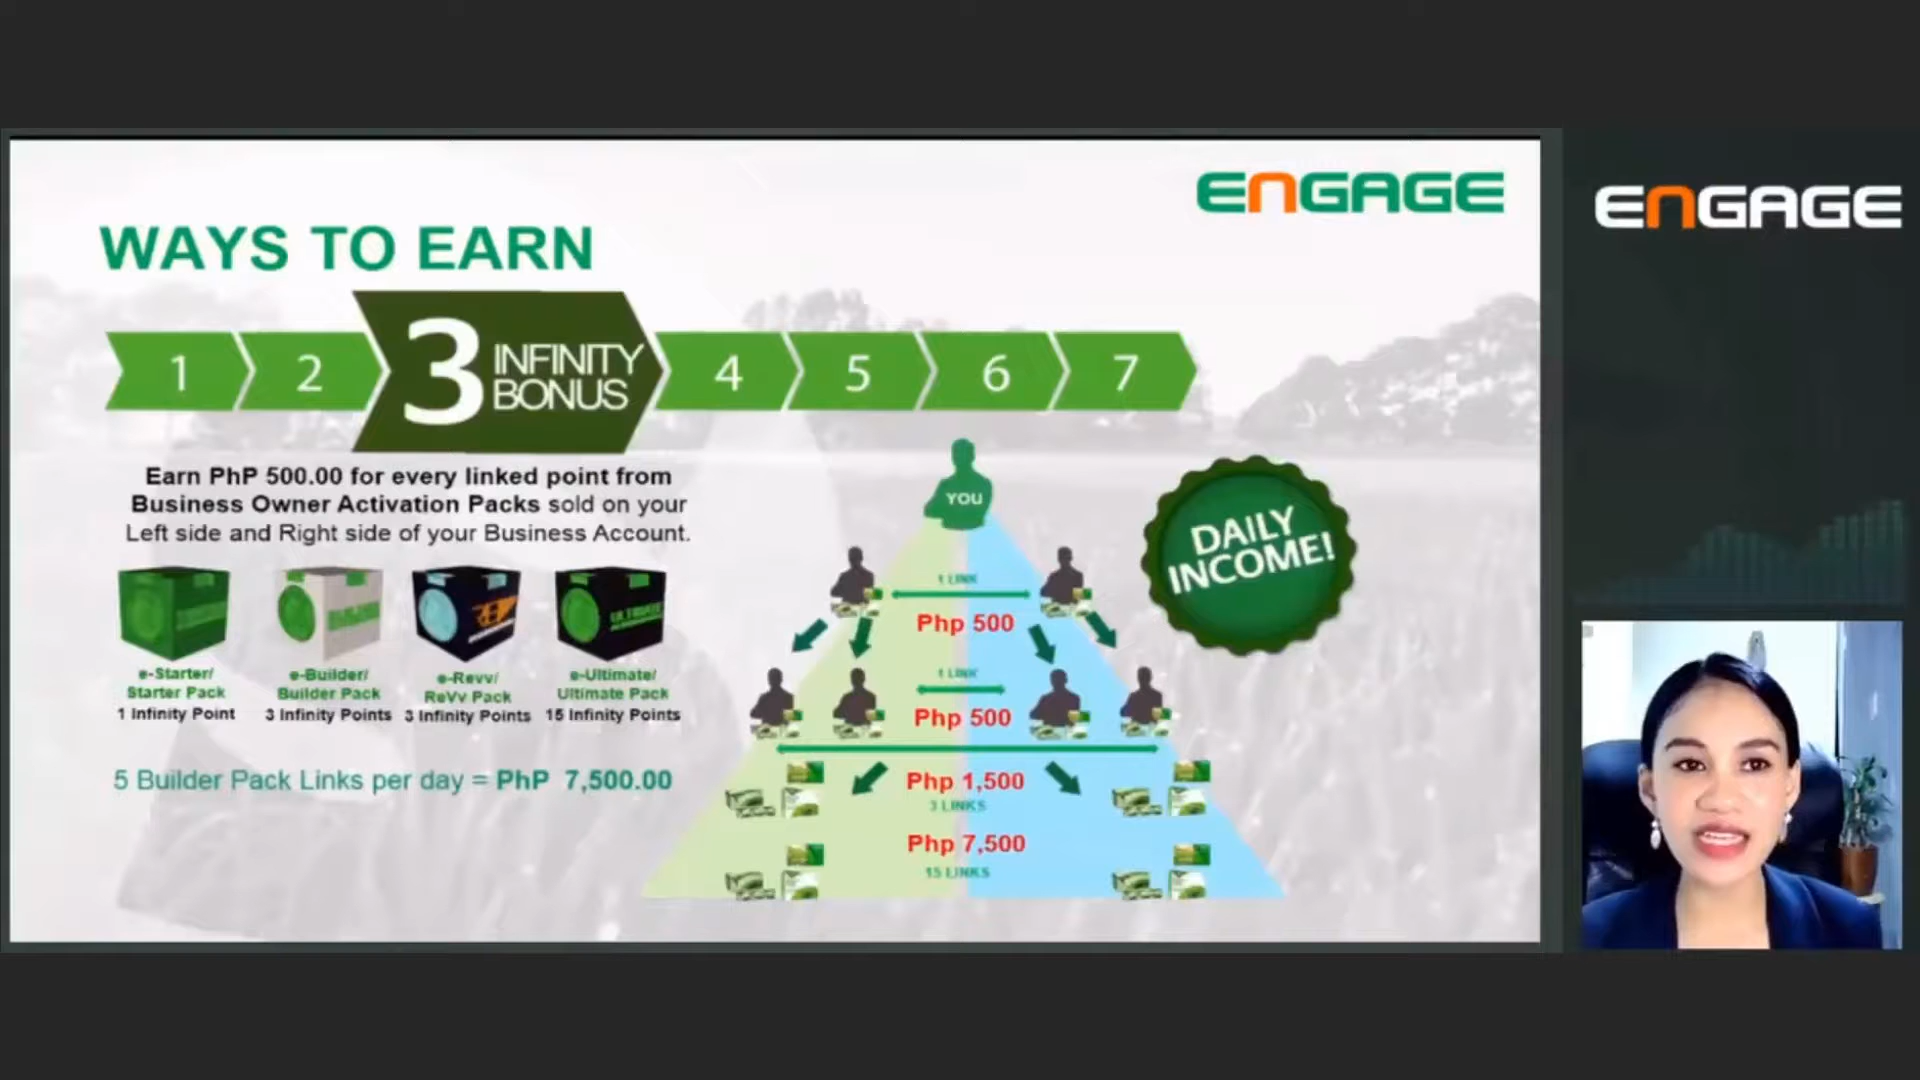 ENGAGE
ENGAGE
WAYS TO EARN
1
2
3 INFINITY
BONUS
4
5
6
7
Earn PhP 500.00 for every linked point from
Business Owner Activation Packs sold on your
Left side and Right side of your Business Account.
e-Starter/
Starter Pack
1 Infinity Point
e-Builder/
Builder Pack
3 Infinity Points
e-Revv/
ReVv Pack
3 Infinity Points
ULTIMATE
e-Ultimate/
Ultimate Pack
15 Infinity Points
5 Builder Pack Links per day = PhP 7,500.00
YOU
1 LINK
Php 500
1 LINK
Php 500
Php 1,500
3 LINKS
Php 7,500
15 LINKS
DAILY
INCOME!